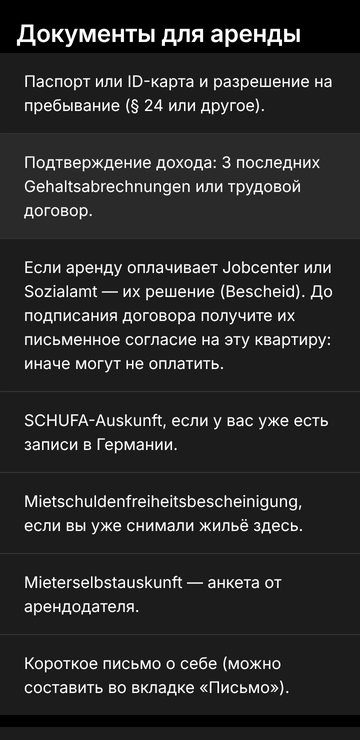 Документы для аренды
Паспорт или ID-карта и разрешение на
пребывание (§ 24 или другое).
Подтверждение дохода: 3 последних
Gehaltsabrechnungen или трудовой
договор.
Если аренду оплачивает Jobcenter или
Sozialamt — их решение (Bescheid). До
подписания договора получите их
письменное согласие на эту квартиру:
иначе могут не оплатить.
SCHUFA-Auskunft, если у вас уже есть
записи в Германии.
Mietschuldenfreiheitsbescheinigung,
если вы уже снимали жильё здесь.
Mieterselbstauskunft — анкета от
арендодателя.
Короткое письмо о себе (можно
составить во вкладке «Письмо»).